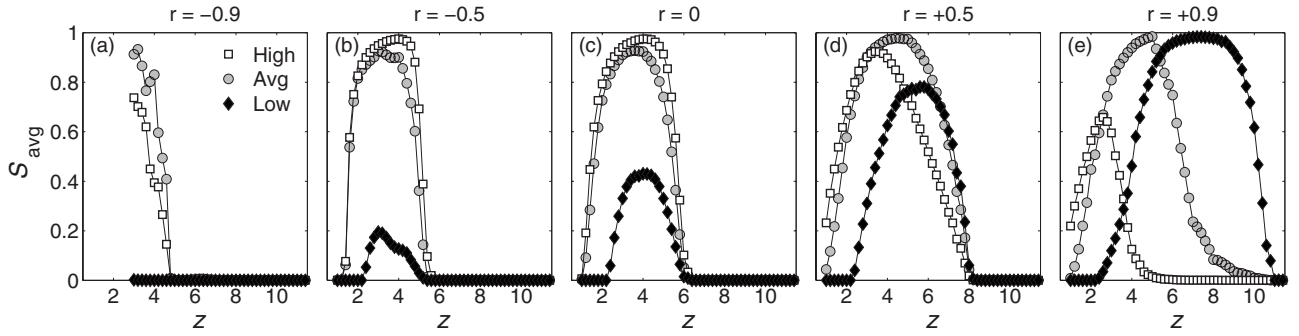 r = −0.9 r = −0.5 r = 0 r = +0.5 r = +0.9
(a) (b) (c) (d) (e)
High
Avg
Low
S avg
1
0.8
0.6
0.4
0.2
0
2 4 6 8 10 2 4 6 8 10 2 4 6 8 10 2 4 6 8 10 2 4 6 8 10
z z z z z